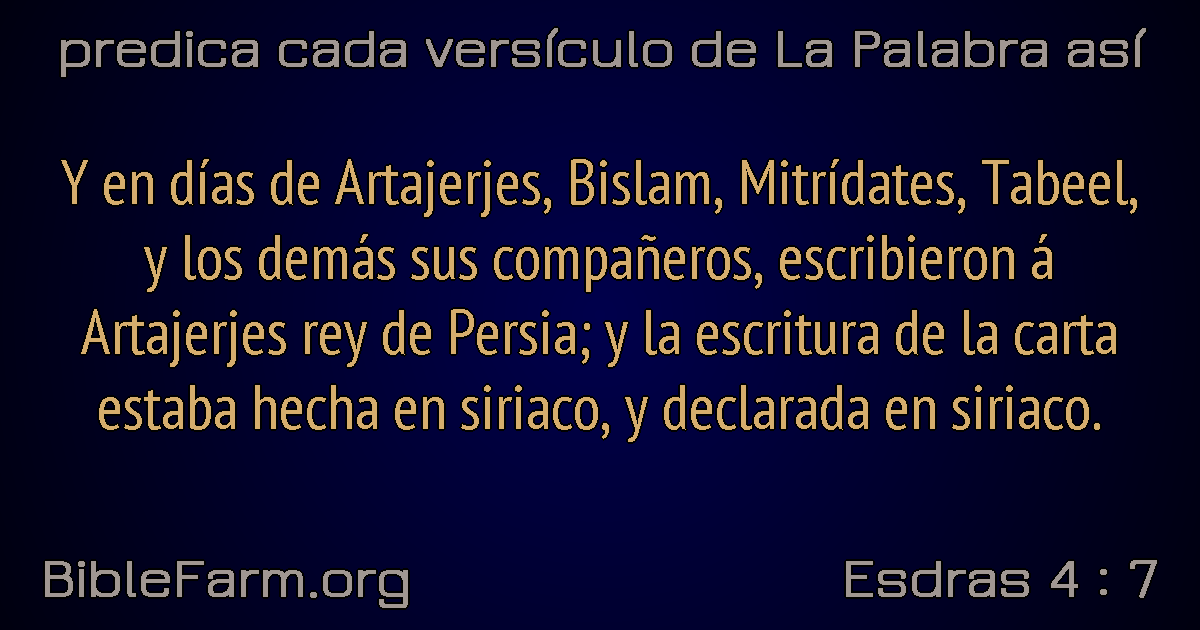 predica cada versículo de La Palabra así
Y en días de Artajerjes, Bislam, Mitrídates, Tabeel,
y los demás sus compañeros, escribieron á
Artajerjes rey de Persia; y la escritura de la carta
estaba hecha en siriaco, y declarada en siriaco.
BibleFarm.org
Esdras 4 : 7